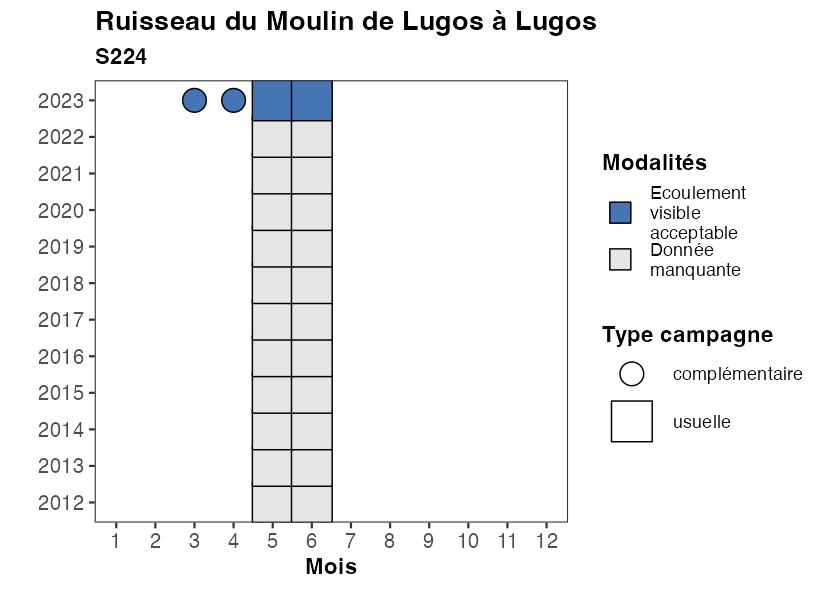 Ruisseau du Moulin de Lugos à Lugos
S224
2023
2022
2021
2020
2019
2018
2017
2016
2015
2014
2013
2012
1 2 3 4 5 6 7 8 9 10 11 12
Mois
Modalités
Ecoulement
visible
acceptable
Donnée
manquante
Type campagne
complémentaire
usuelle